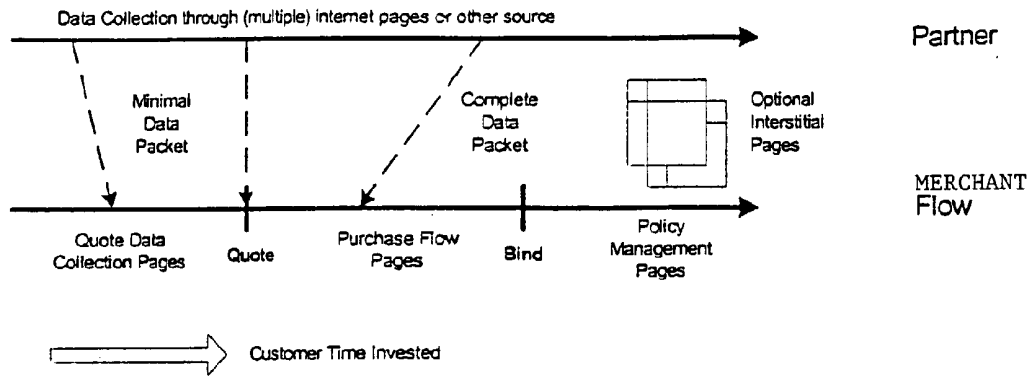 Data Collection through (multiple) internet pages or other source
Partner
Minimal
Data
Packet
Complete
Data
Packet
Optional
Interstitial
Pages
MERCHANT
Flow
Quote Data
Collection Pages
Quote
Purchase Flow
Pages
Bind
Policy
Management
Pages
Customer Time Invested